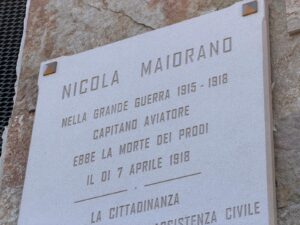 NICOLA MAIORANO
NELLA GRANDE GUERRA 1915-1918
CAPITANO AVIATORE
EBBE LA MORTE DEI PRODI
IL DI 7 APRILE 1918
LA CITTADINANZA
ASSISTENZA CIVILE